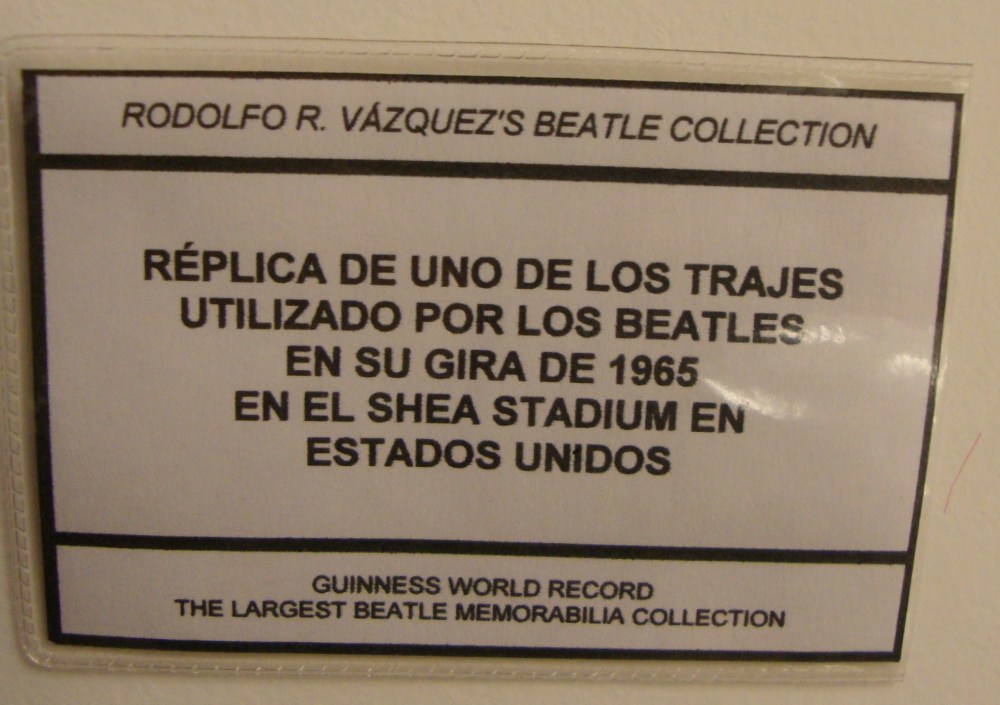 RODOLFO R. VÁZQUEZ'S BEATLE COLLECTION
RÉPLICA DE UNO DE LOS TRAJES
UTILIZADO POR LOS BEATLES
EN SU GIRA DE 1965
EN EL SHEA STADIUM EN
ESTADOS UNIDOS
GUINNESS WORLD RECORD
THE LARGEST BEATLE MEMORABILIA COLLECTION